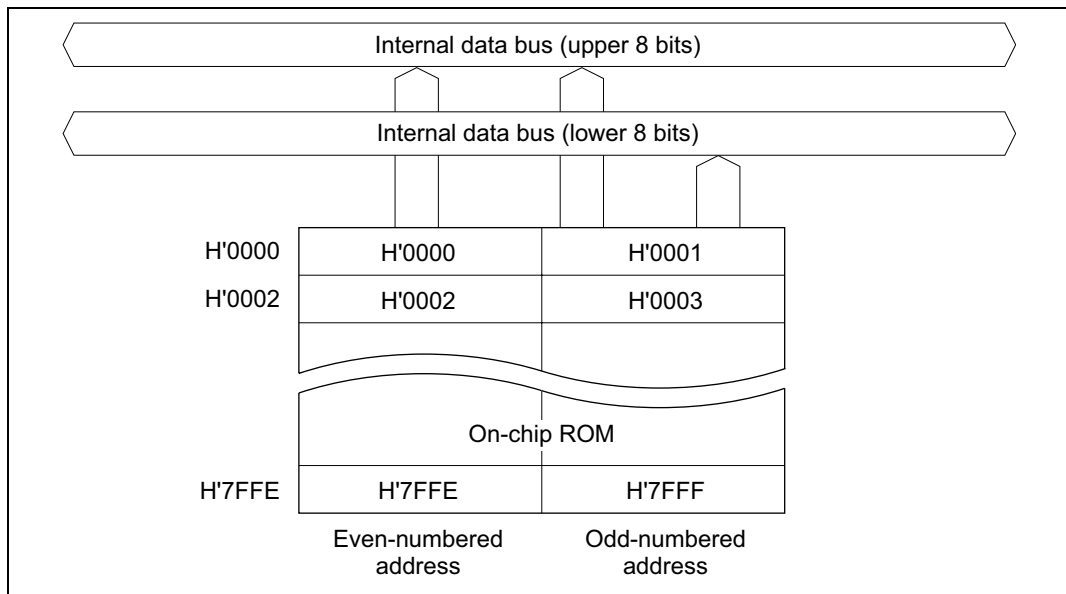 Internal data bus (upper 8 bits)
Internal data bus (lower 8 bits)
H'0000 H'0000 H'0001
H'0002 H'0002 H'0003
On-chip ROM
H'7FFE H'7FFE H'7FFF
Even-numbered address
Odd-numbered address